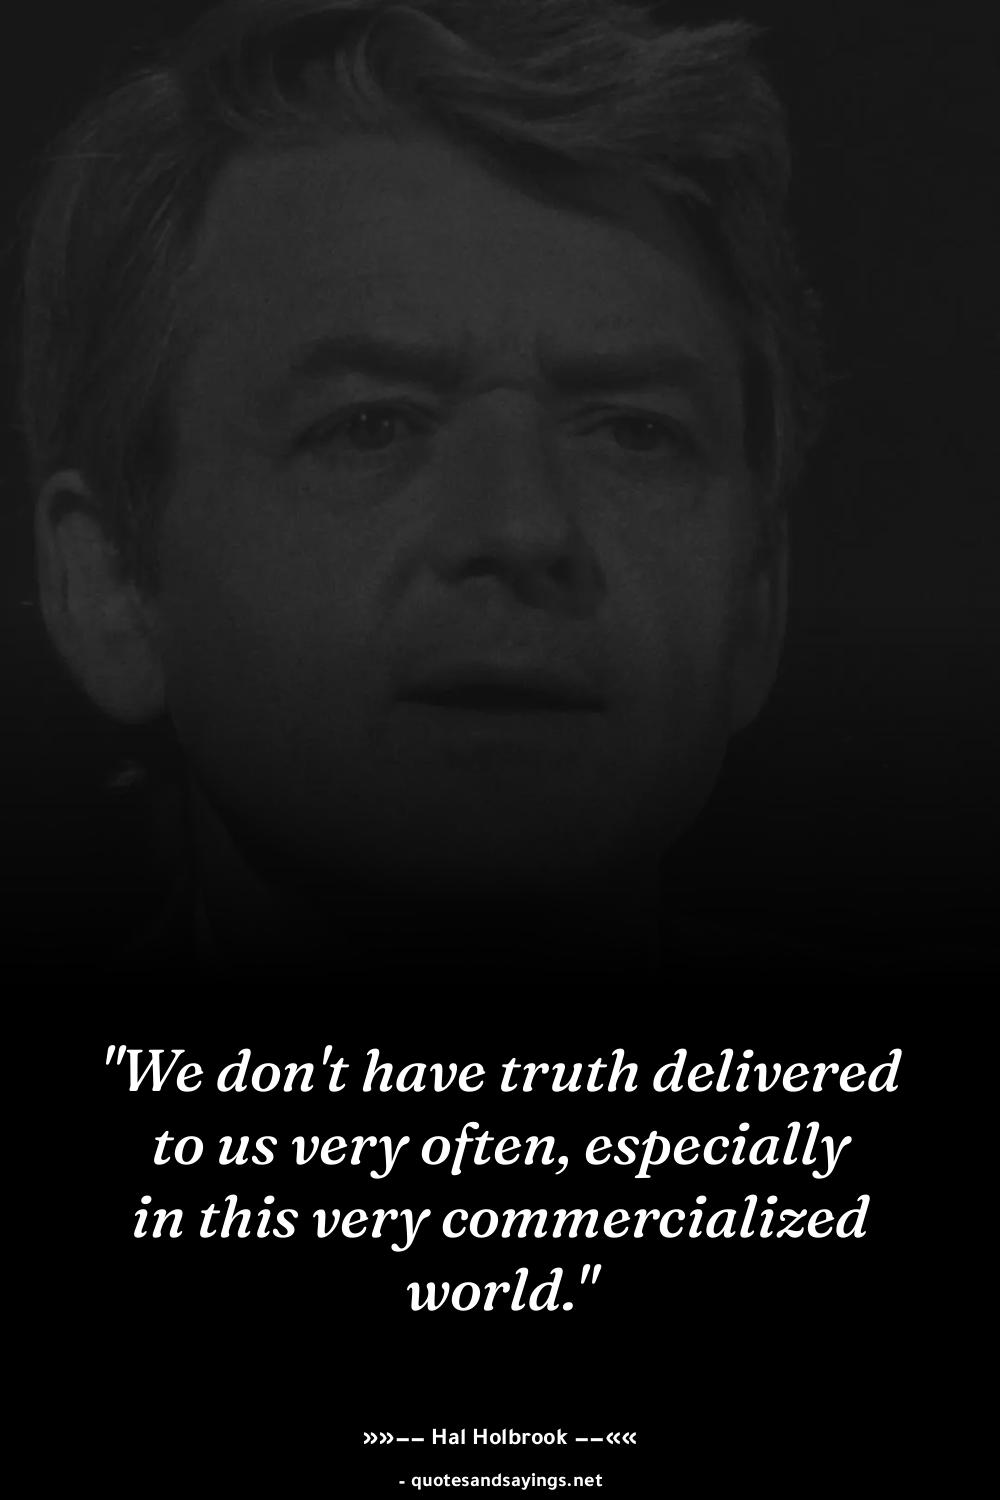 "We don't have truth delivered
to us very often, especially
in this very commercialized
world."
»»−− Hal Holbrook −−««
- quotesandsayings.net